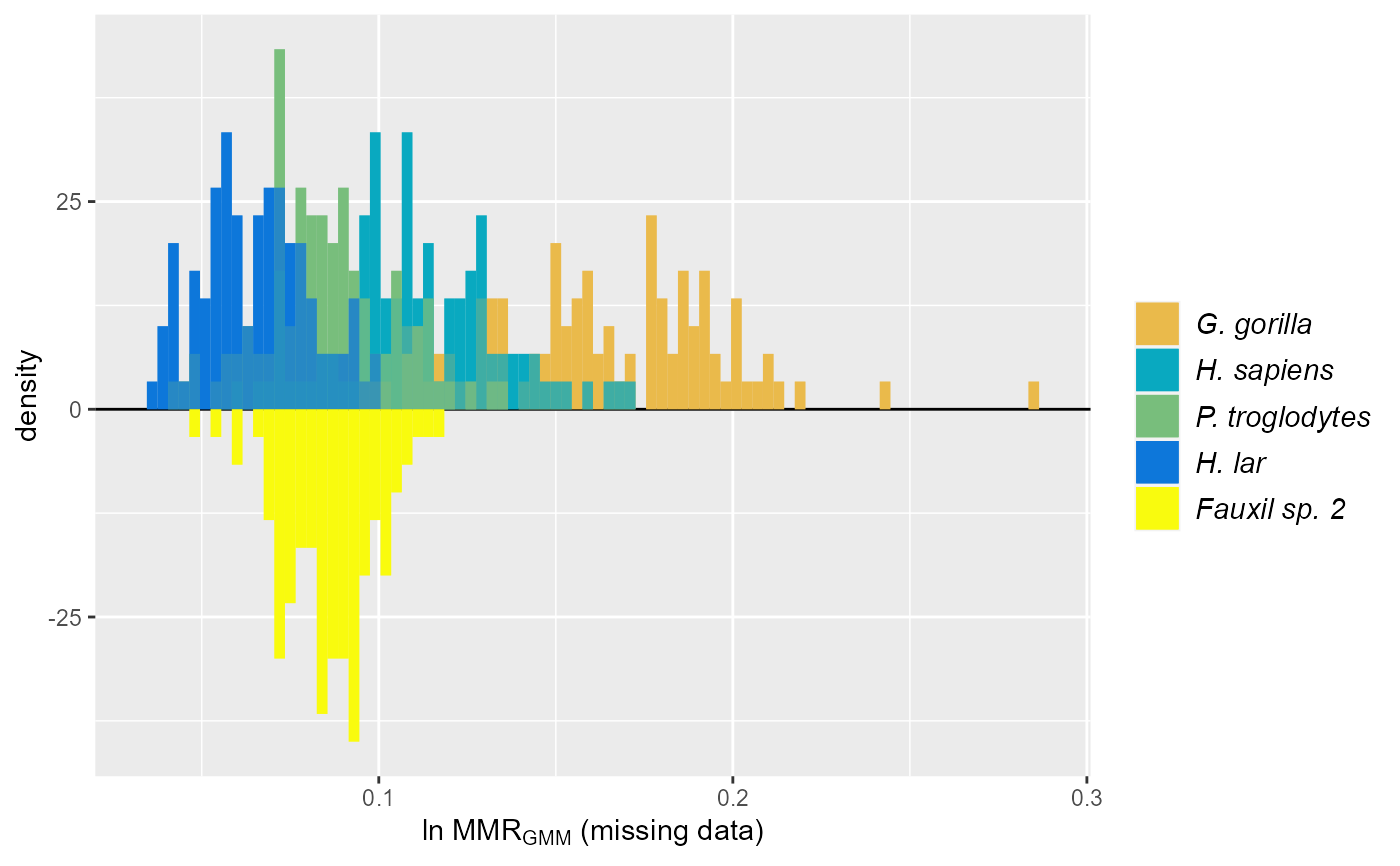 density
25
0
-25
0.1
0.2
0.3
ln MMRGMM (missing data)
G. gorilla
H. sapiens
P. troglodytes
H. lar
Fauxil sp. 2